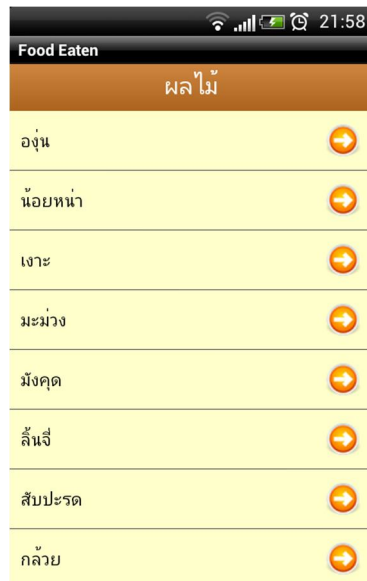 21:58
Food Eaten
ผลไม้
องุ่น
น้อยหน่า
เงาะ
มะม่วง
มังคุด
ลิ้นจี่
สับปะรด
กล้วย